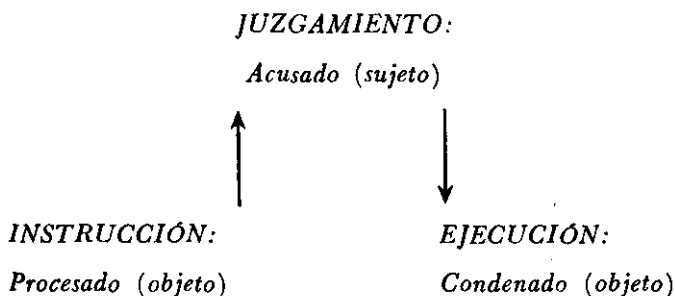 JUZGAMIENTO:
Acusado (sujeto)
INSTRUCCIÓN:
Procesado (objeto)
EJECUCIÓN:
Condenado (objeto)